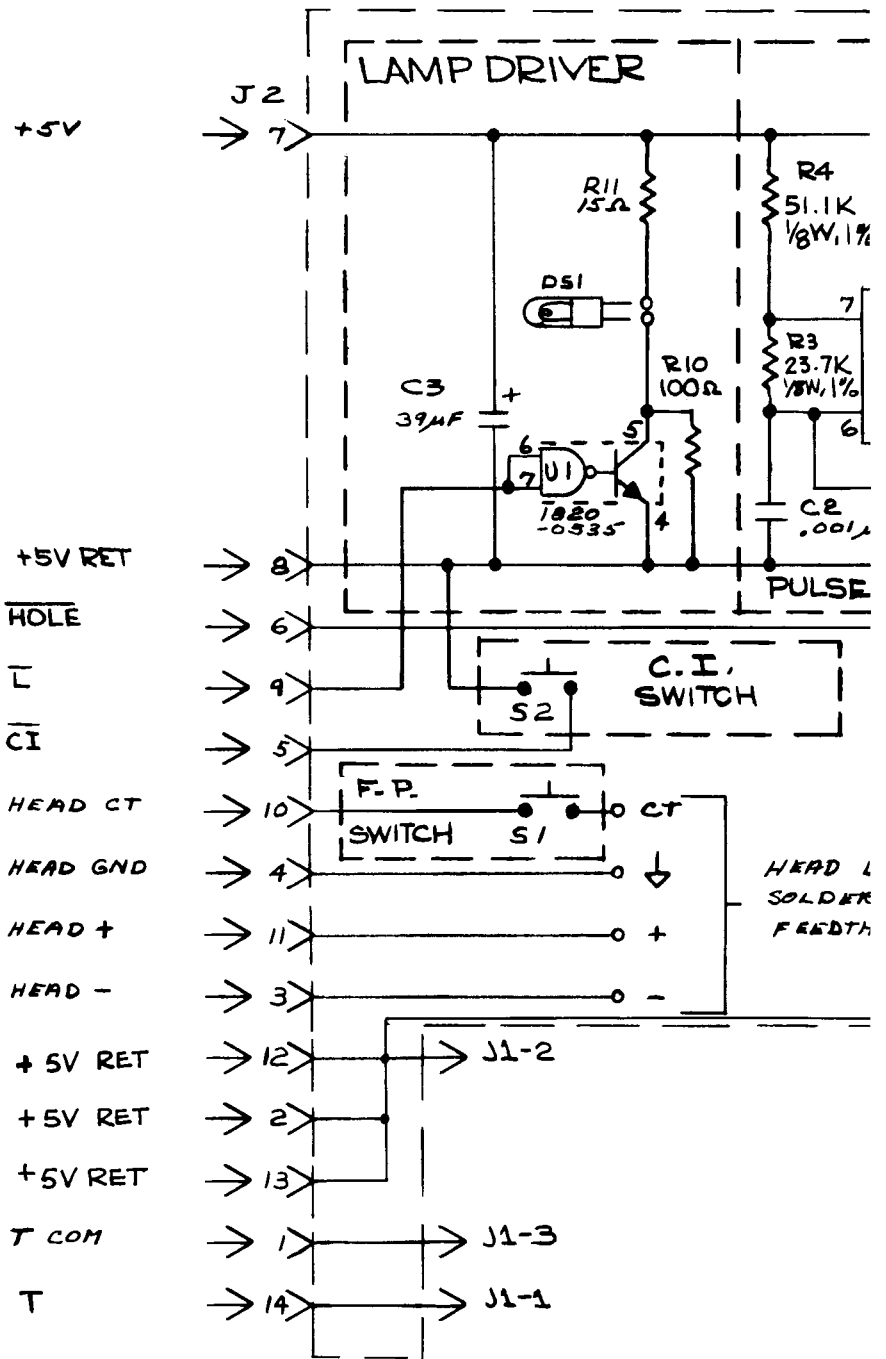 LAMP DRIVER
J2
+5V
7
R11
15Ω
R4
51.1K
1/8W, 1%
DS1
7
R3
23.7K
1/8W, 1%
R10
100Ω
C3
+
39µF
5
6
U1
7
6
1820
-0535
4
C2
.001µ
+5V RET
8
PULSE
HOLE
6
L
9
C.I.
SWITCH
S2
CI
5
F.P.
SWITCH
HEAD CT
10
S1
CT
HEAD GND
4
HEAD L
SOLDER
FEEDTH
HEAD +
11
+
HEAD -
3
-
+5V RET
12
J1-2
+5V RET
2
+5V RET
13
T COM
1
J1-3
T
14
J1-1